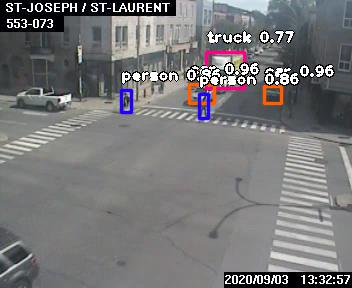 ST-JOSEPH / ST-LAURENT
553-073
truck 0.77
person 0.86
car 0.96
car 0.96
person 0.86
2020/09/03 13:32:57